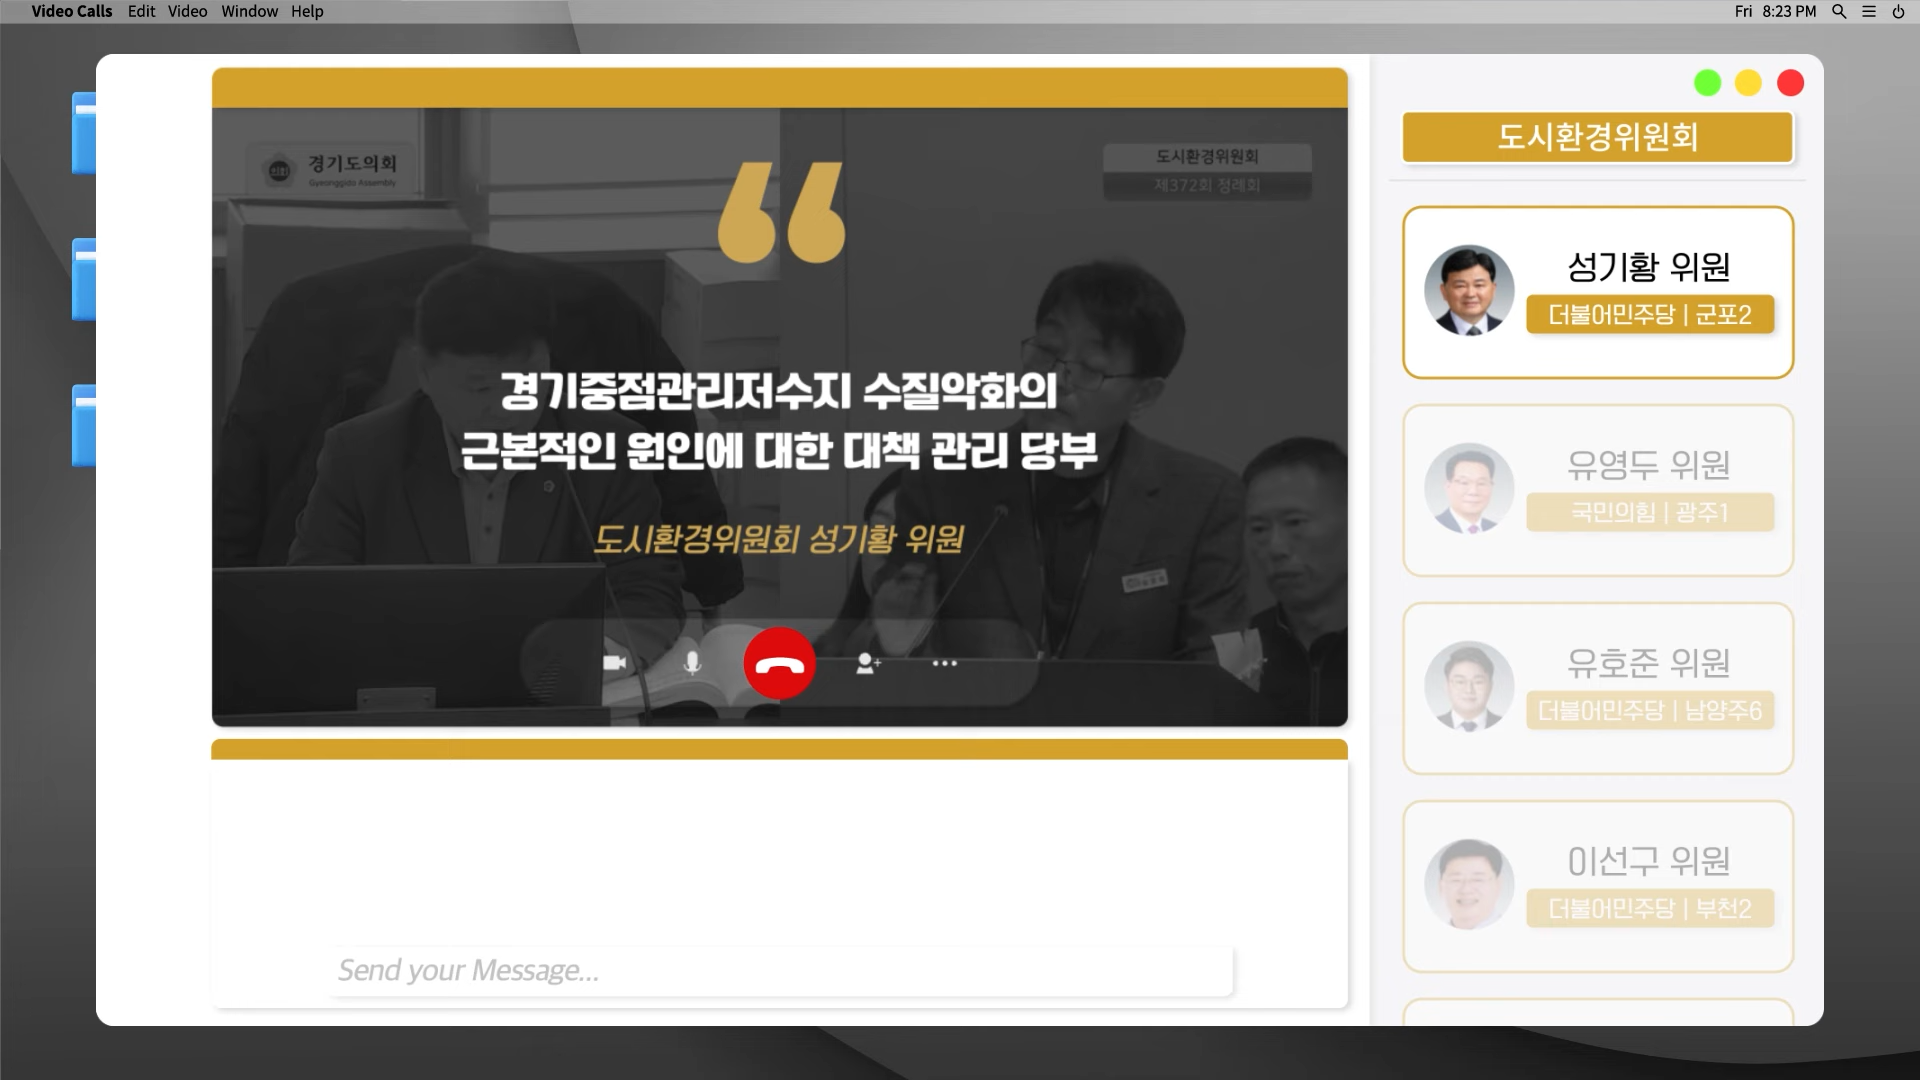 Video Calls Edit Video Window Help
Fri 8:23 PM
경기도의회
Gyeonggido Assembly
도시환경위원회
제372회 정례회
경기중점관리저수지 수질악화의
근본적인 원인에 대한 대책 관리 당부
도시환경위원회 성기황 위원
Send your Message...
도시환경위원회
성기황 위원
더불어민주당 | 군포2
유영두 위원
국민의힘 | 광주1
유호준 위원
더불어민주당 | 남양주6
이선구 위원
더불어민주당 | 부천2